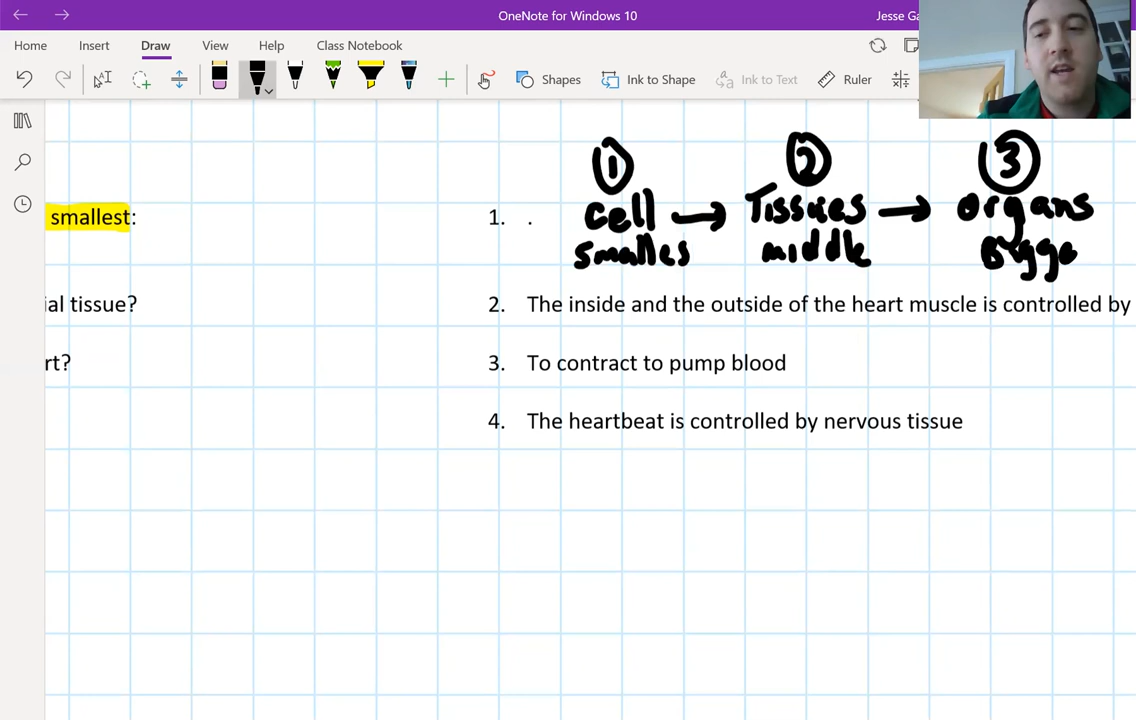 OneNote for Windows 10
Jesse Ga
Home Insert Draw View Help Class Notebook
Shapes Ink to Shape Ink to Text Ruler
1 2 3
smallest: 1. . cell → Tissues → organs
smalles middle Bigge
ial tissue? 2. The inside and the outside of the heart muscle is controlled by
rt? 3. To contract to pump blood
4. The heartbeat is controlled by nervous tissue